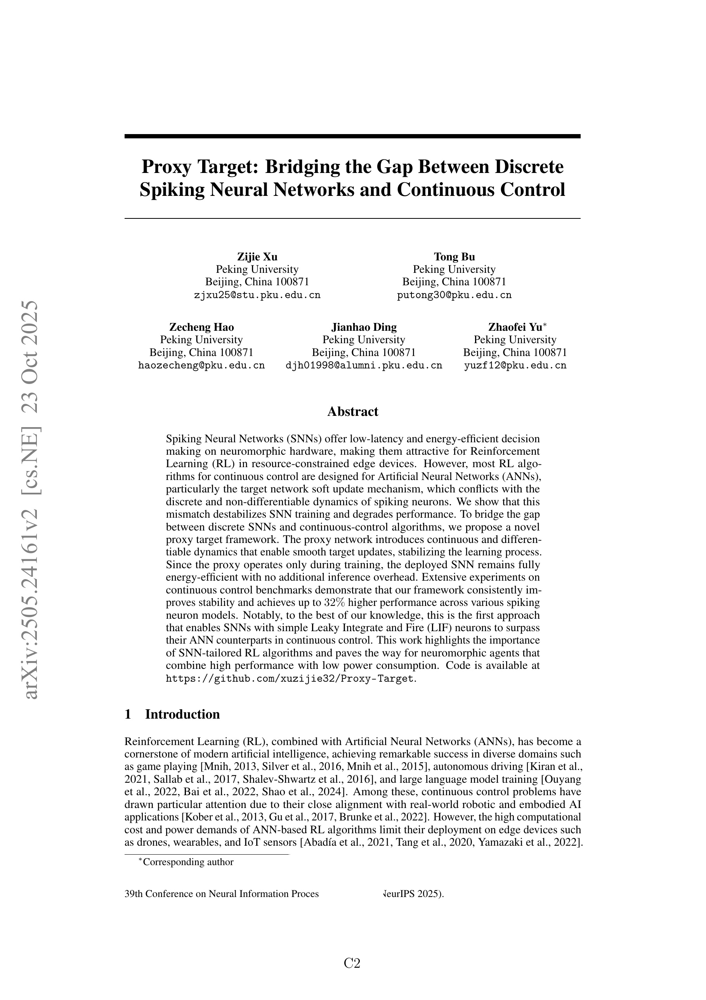 Proxy Target: Bridging the Gap Between Discrete
Spiking Neural Networks and Continuous Control
Zijie Xu
Peking University
Beijing, China 100871
zjxu25@stu.pku.edu.cn
Tong Bu
Peking University
Beijing, China 100871
putong30@pku.edu.cn
Zecheng Hao
Peking University
Beijing, China 100871
haozecheng@pku.edu.cn
Jianhao Ding
Peking University
Beijing, China 100871
djh01998@alumni.pku.edu.cn
Zhaofei Yu*
Peking University
Beijing, China 100871
yuzf12@pku.edu.cn
arXiv:2505.24161v2 [cs.NE] 23 Oct 2025
Abstract
Spiking Neural Networks (SNNs) offer low-latency and energy-efficient decision
making on neuromorphic hardware, making them attractive for Reinforcement
Learning (RL) in resource-constrained edge devices. However, most RL algo-
rithms for continuous control are designed for Artificial Neural Networks (ANNs),
particularly the target network soft update mechanism, which conflicts with the
discrete and non-differentiable dynamics of spiking neurons. We show that this
mismatch destabilizes SNN training and degrades performance. To bridge the gap
between discrete SNNs and continuous-control algorithms, we propose a novel
proxy target framework. The proxy network introduces continuous and differen-
tiable dynamics that enable smooth target updates, stabilizing the learning process.
Since the proxy operates only during training, the deployed SNN remains fully
energy-efficient with no additional inference overhead. Extensive experiments on
continuous control benchmarks demonstrate that our framework consistently im-
proves stability and achieves up to 32% higher performance across various spiking
neuron models. Notably, to the best of our knowledge, this is the first approach
that enables SNNs with simple Leaky Integrate and Fire (LIF) neurons to surpass
their ANN counterparts in continuous control. This work highlights the importance
of SNN-tailored RL algorithms and paves the way for neuromorphic agents that
combine high performance with low power consumption. Code is available at
https://github.com/xuzijie32/Proxy-Target.
1 Introduction
Reinforcement Learning (RL), combined with Artificial Neural Networks (ANNs), has become a
cornerstone of modern artificial intelligence, achieving remarkable success in diverse domains such
as game playing [Mnih, 2013, Silver et al., 2016, Mnih et al., 2015], autonomous driving [Kiran et al.,
2021, Sallab et al., 2017, Shalev-Shwartz et al., 2016], and large language model training [Ouyang
et al., 2022, Bai et al., 2022, Shao et al., 2024]. Among these, continuous control problems have
drawn particular attention due to their close alignment with real-world robotic and embodied AI
applications [Kober et al., 2013, Gu et al., 2017, Brunke et al., 2022]. However, the high computational
cost and power demands of ANN-based RL algorithms limit their deployment on edge devices such
as drones, wearables, and IoT sensors [Abadía et al., 2021, Tang et al., 2020, Yamazaki et al., 2022].
*Corresponding author
39th Conference on Neural Information Proces eurIPS 2025).
C2